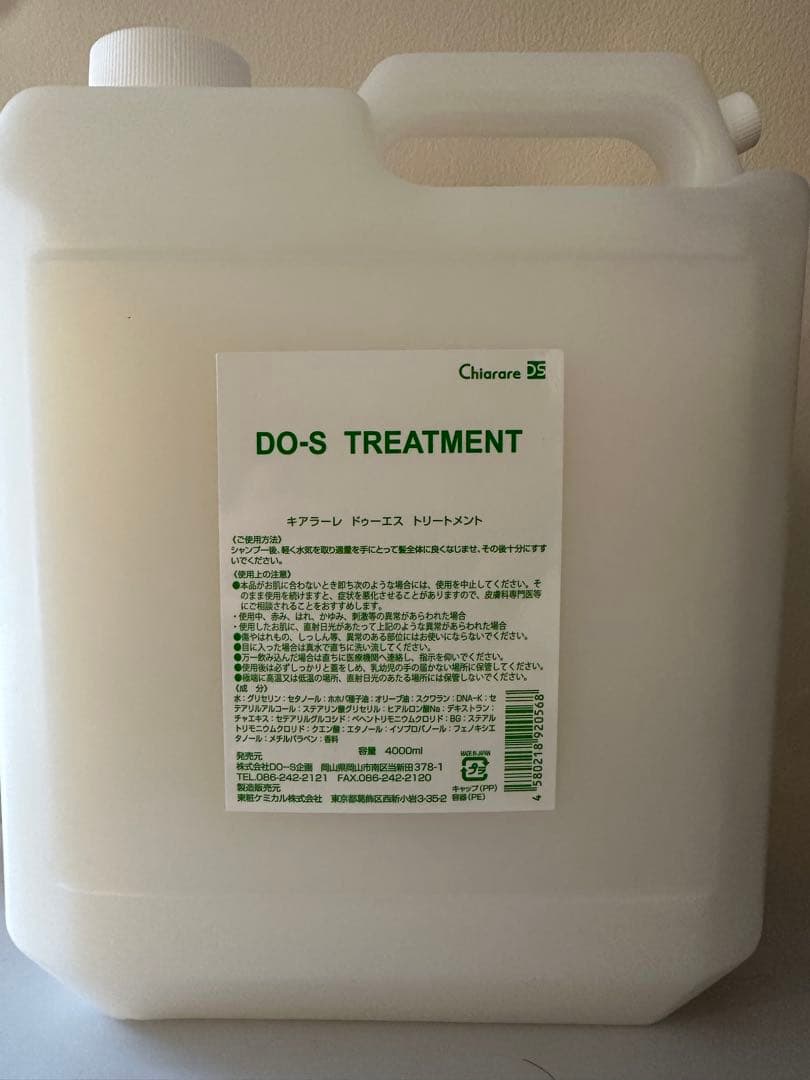 Chiarare DS
DO-S TREATMENT
キアラーレ ドゥーエス トリートメント
《ご使用方法》
シャンプー後、軽く水気を取り適量を手にとって髪全体に良くなじませ、その後十分にすす
いでください。
《使用上の注意》
●本品がお肌に合わないとき即ち次のような場合には、使用を中止してください。そ
のまま使用を続けますと、症状を悪化させることがありますので、皮膚科専門医等
にご相談されることをおすすめします。
・使用中、赤み、はれ、かゆみ、刺激等の異常があらわれた場合
・使用したお肌に、直射日光があたって上記のような異常があらわれた場合
●傷やはれもの、しっしん等、異常のある部位にはお使いにならないでください。
●目に入った場合は真水で直ちに洗い流してください。
●万一飲み込んだ場合は直ちに医療機関へ連絡し、指示を仰いでください。
●使用後は必ずしっかりと蓋をしめ、乳幼児の手の届かない場所に保管してください。
●極端に高温又は低温の場所、直射日光のあたる場所には保管しないでください。
《成 分》
水：グリセリン：セタノール：ホホバ種子油：オリーブ油：スクワラン：DNA-K：セ
テアリルアルコール：ステアリン酸グリセリル：ヒアルロン酸Na：デキストラン：
チャエキス：セテアリルグルコシド：ベヘントリモニウムクロリド：BG：ステアル
トリモニウムクロリド：クエン酸：エタノール：イソプロパノール：フェノキシエ
タノール：メチルパラベン：香料
容量 4000ml
発売元
株式会社DO-S企画 岡山県岡山市南区当新田378-1
TEL.086-242-2121 FAX.086-242-2120
製造販売元
東粧ケミカル株式会社 東京都葛飾区西新小岩3-35-2
MADE IN JAPAN
プラ
キャップ(PP)
容器(PE)
4 580218 920568